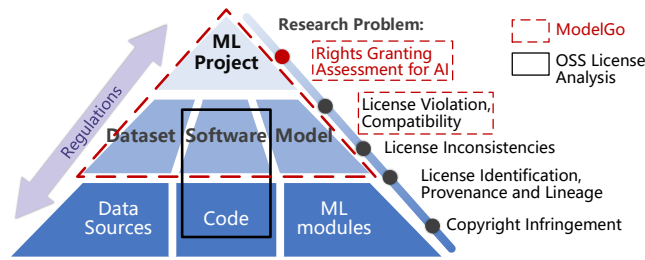 Research Problem:
ModelGo
OSS License
Analysis
ML
Project
Rights Granting
Assessment for AI
Regulations
License Violation,
Compatibility
Dataset Software Model
License Inconsistencies
License Identification,
Provenance and Lineage
Data
Sources
Code
ML
modules
Copyright Infringement